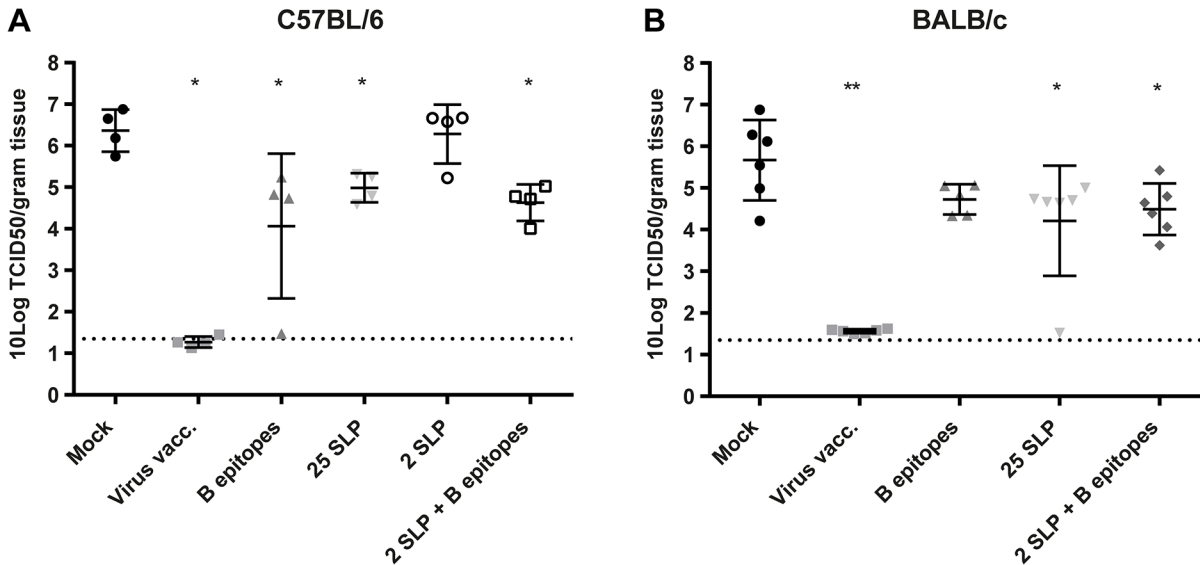 A
C57BL/6
10Log TCID50/gram tissue
8
7
6
5
4
3
2
1
0
* * * *
Mock
Virus vacc.
B epitopes
25 SLP
2 SLP
2 SLP + B epitopes
B
BALB/c
10Log TCID50/gram tissue
8
7
6
5
4
3
2
1
0
** * *
Mock
Virus vacc.
B epitopes
25 SLP
2 SLP + B epitopes